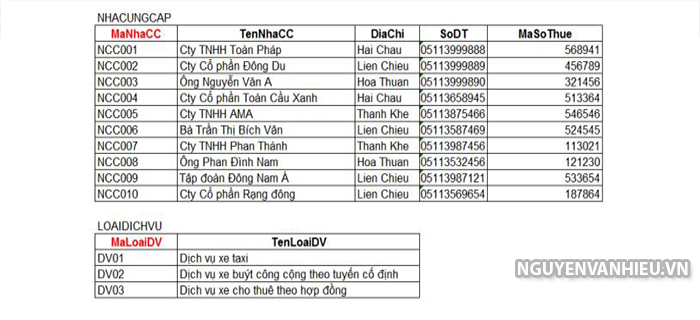 NHACUNGCAP
MaNhaCC TenNhaCC DiaChi SoDT MaSoThue
NCC001 Cty TNHH Toàn Pháp Hai Chau 05113999888 568941
NCC002 Cty Cổ phần Đông Du Lien Chieu 05113999889 456789
NCC003 Ông Nguyễn Văn A Hoa Thuan 05113999890 321456
NCC004 Cty Cổ phần Toàn Cầu Xanh Hai Chau 05113658945 513364
NCC005 Cty TNHH AMA Thanh Khe 05113875466 546546
NCC006 Bà Trần Thị Bích Vân Lien Chieu 05113587469 524545
NCC007 Cty TNHH Phan Thành Thanh Khe 05113987456 113021
NCC008 Ông Phan Đình Nam Hoa Thuan 05113532456 121230
NCC009 Tập đoàn Đông Nam Á Lien Chieu 05113987121 533654
NCC010 Cty Cổ phần Rạng đông Lien Chieu 05113569654 187864
LOAIDICHVU
MaLoaiDV TenLoaiDV
DV01 Dịch vụ xe taxi
DV02 Dịch vụ xe buýt công cộng theo tuyến cố định
DV03 Dịch vụ xe cho thuê theo hợp đồng
NGUYENVANHIEU.VN